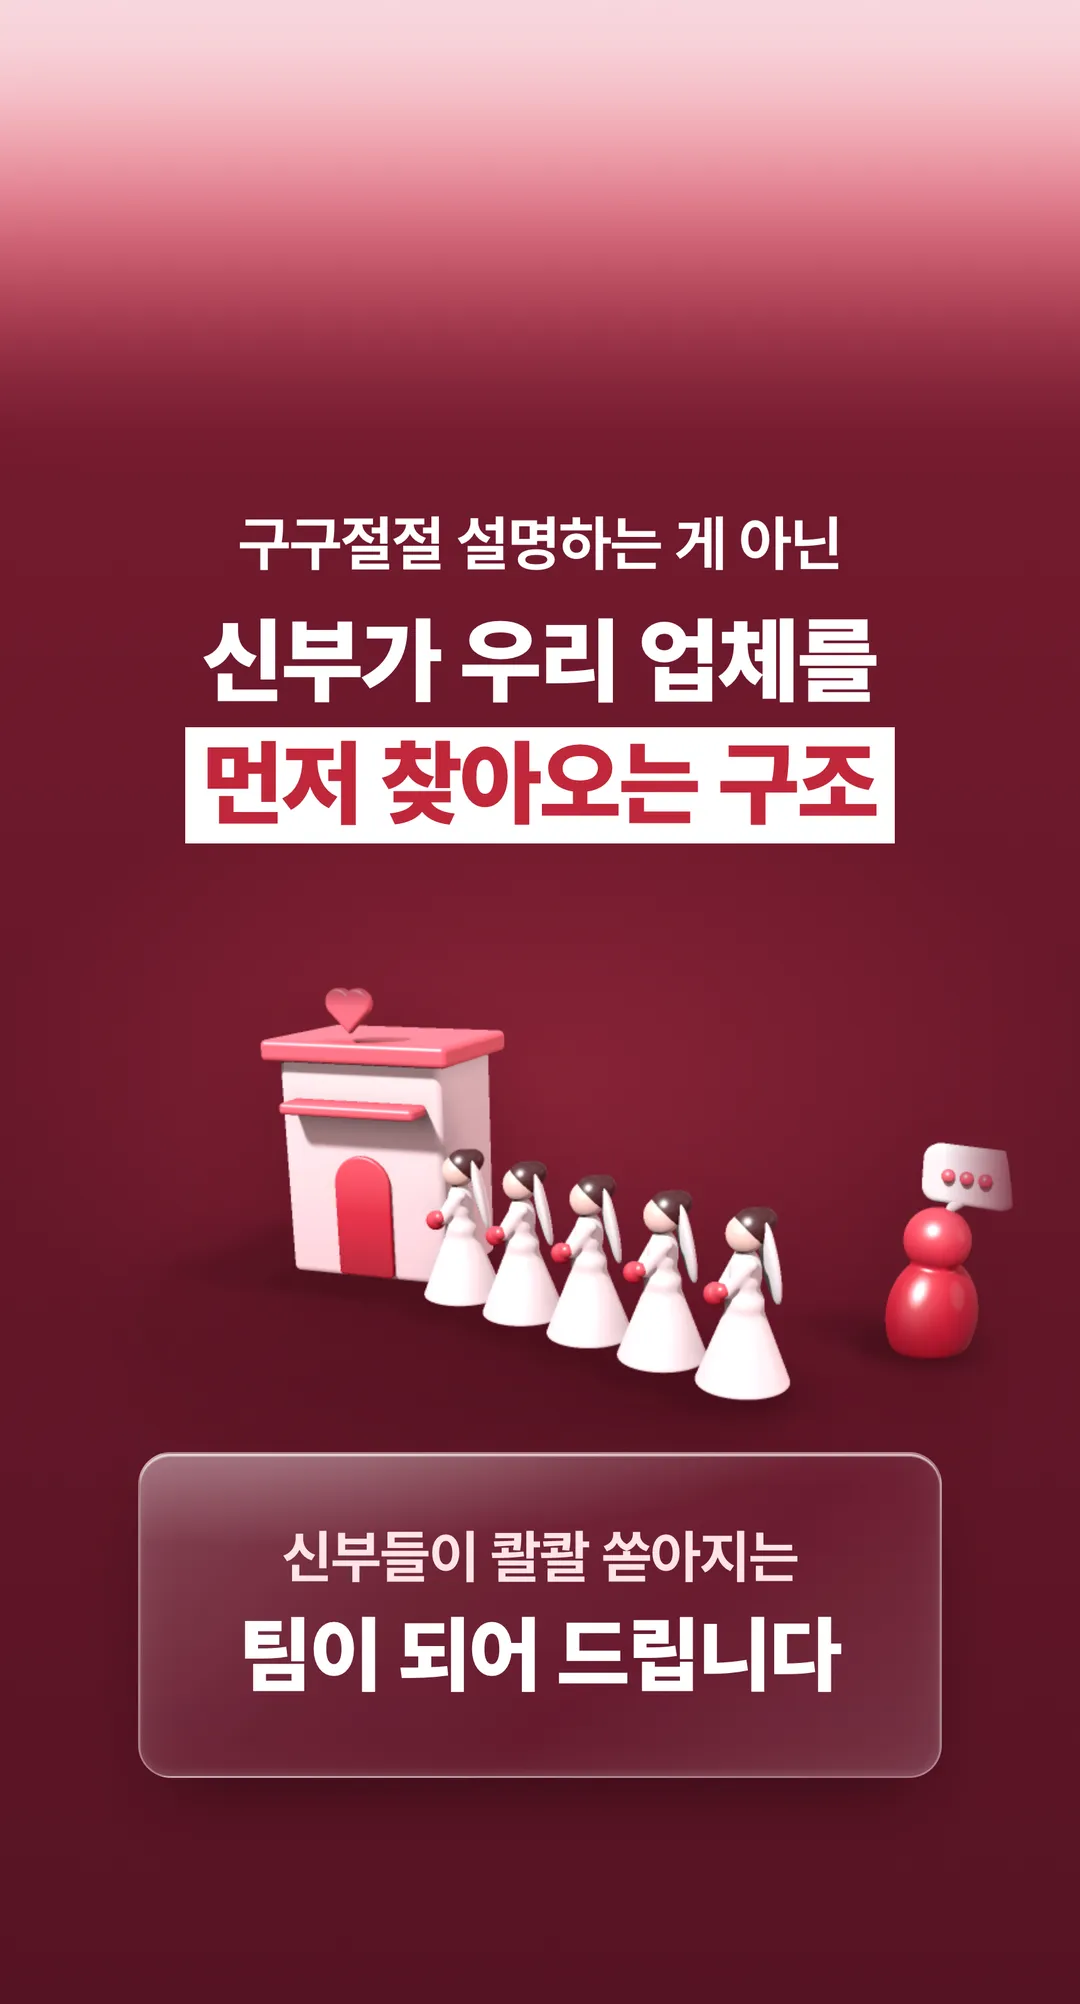 구구절절 설명하는 게 아닌
신부가 우리 업체를
먼저 찾아오는 구조
신부들이 콸콸 쏟아지는
팀이 되어 드립니다